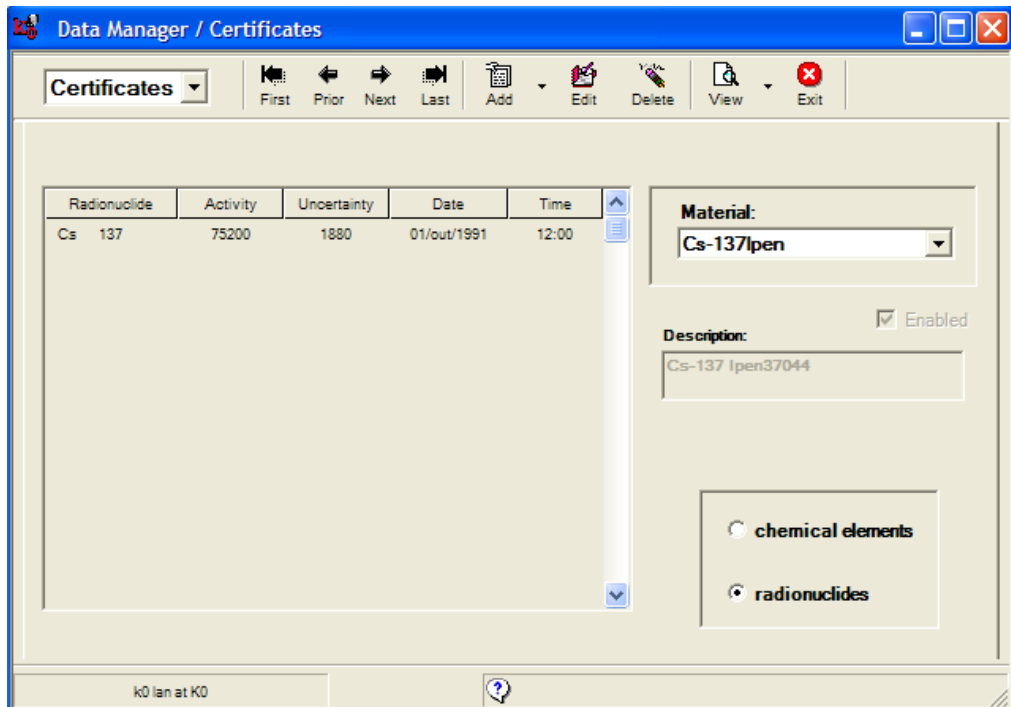 Data Manager / Certificates
Certificates
First Prior Next Last Add Edit Delete View Exit
Radionuclide Activity Uncertainty Date Time
Cs 137 75200 1880 01/out/1991 12:00
Material:
Cs-137Ipen
Enabled
Description:
Cs-137 Ipen37044
chemical elements
radionuclides
k0 lan at K0